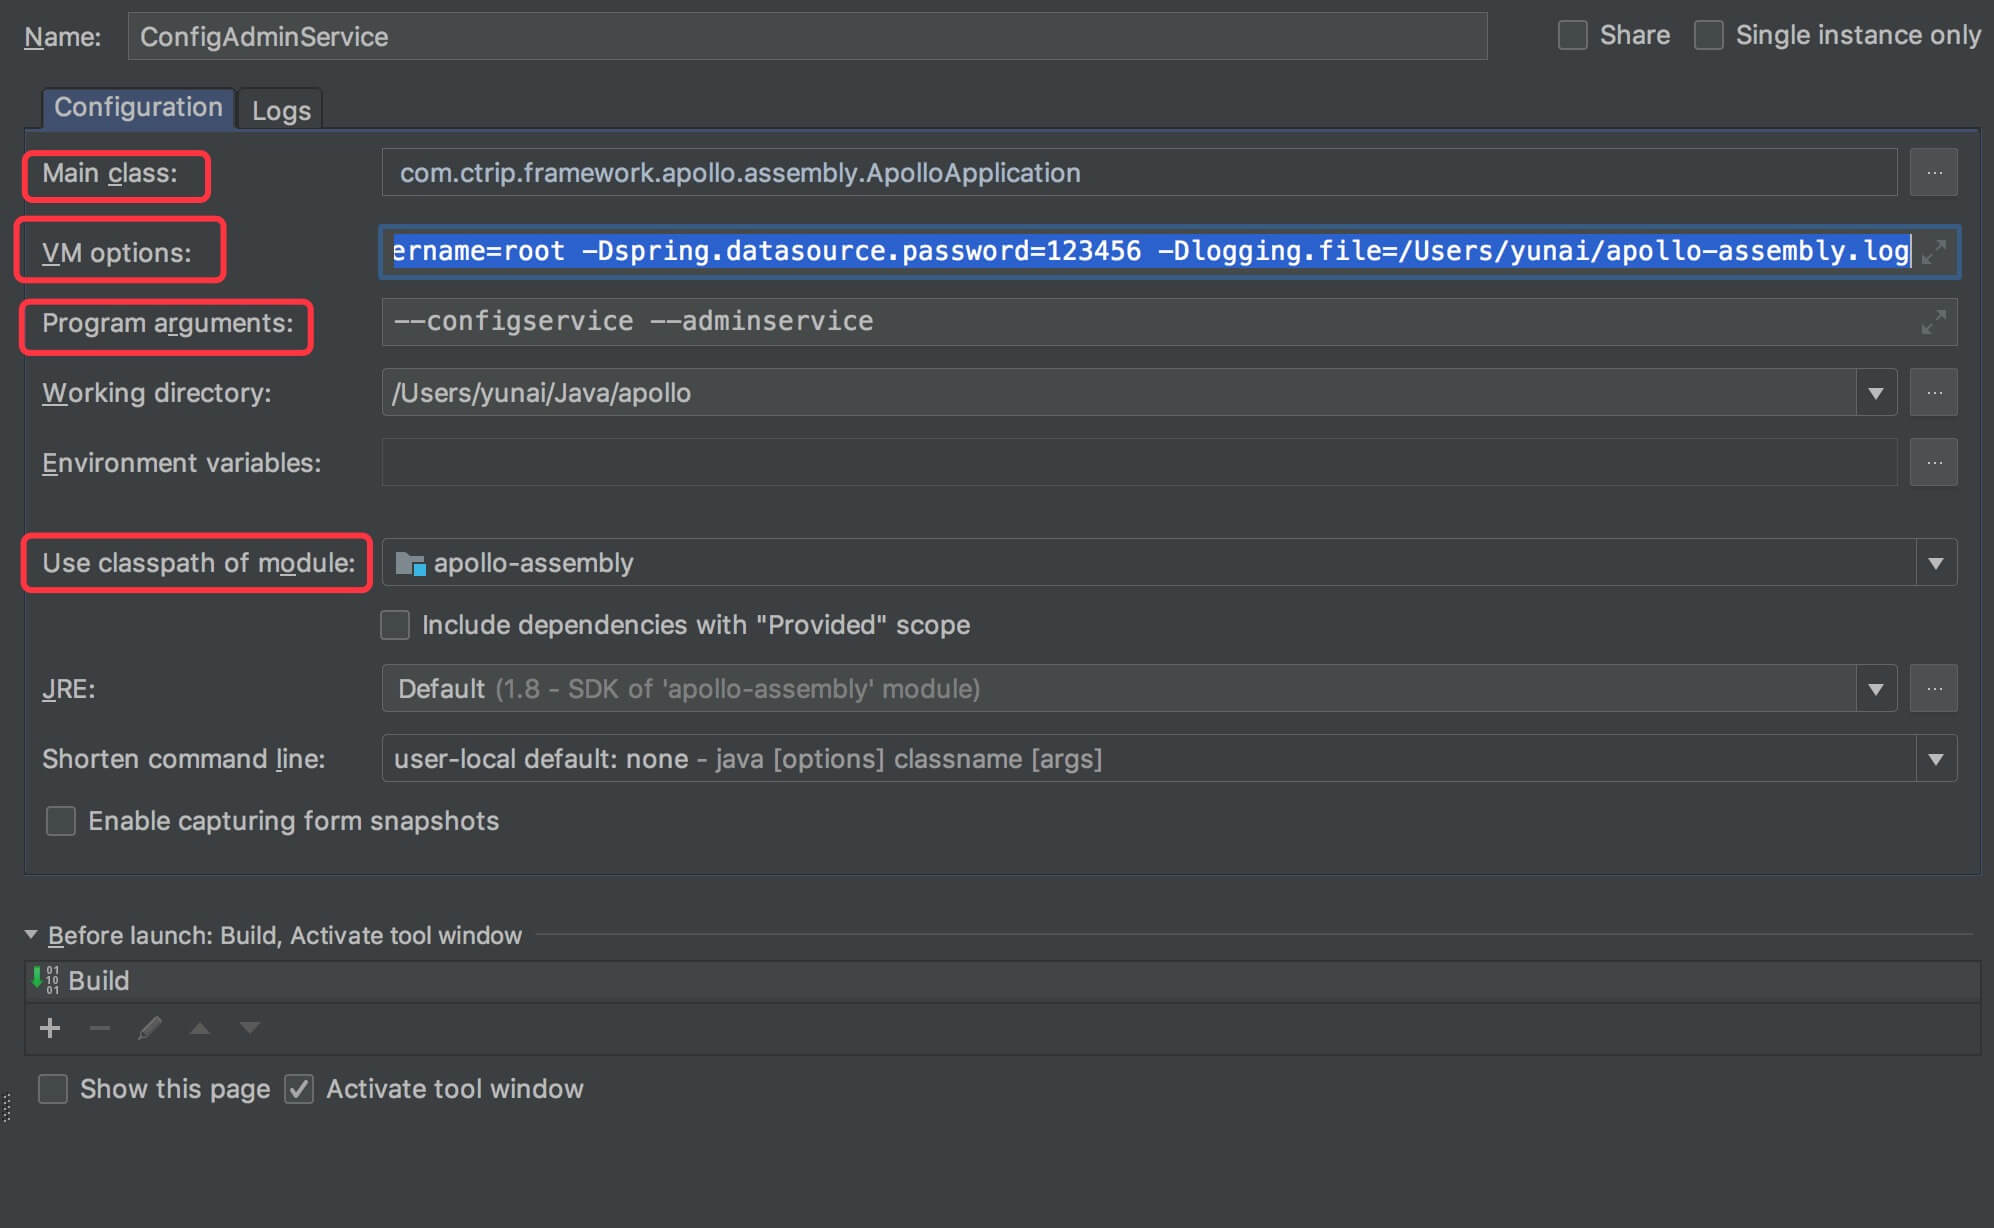 Name: ConfigAdminService Share Single instance only
Configuration Logs
Main class: com.ctrip.framework.apollo.assembly.ApolloApplication ...
VM options: ername=root -Dspring.datasource.password=123456 -Dlogging.file=/Users/yunai/apollo-assembly.log
Program arguments: --configservice --adminservice
Working directory: /Users/yunai/Java/apollo ...
Environment variables: ...
Use classpath of module: apollo-assembly
Include dependencies with "Provided" scope
JRE: Default (1.8 - SDK of 'apollo-assembly' module) ...
Shorten command line: user-local default: none - java [options] classname [args]
Enable capturing form snapshots
Before launch: Build, Activate tool window
Build
Show this page Activate tool window